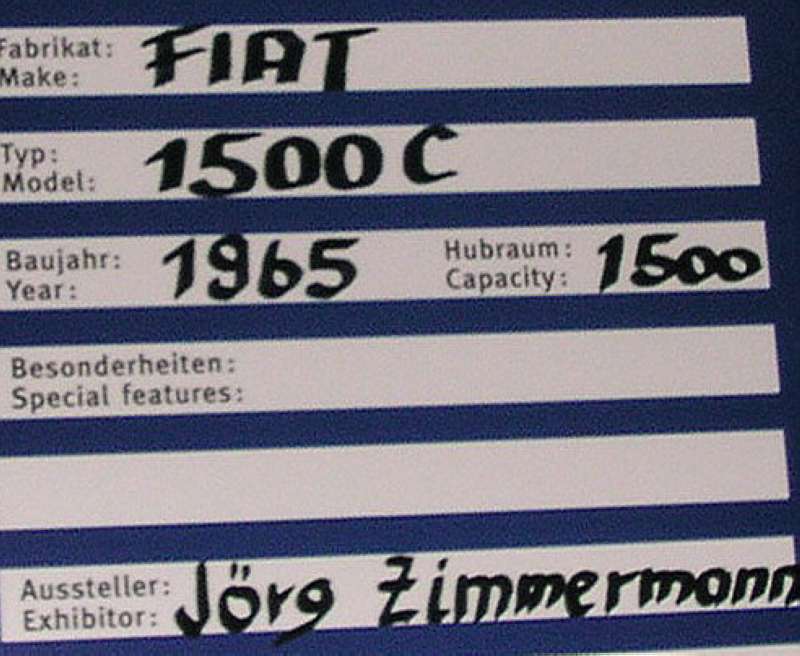 Fabrikat: FIAT
Make:
Typ: 1500 C
Model:
Baujahr: 1965 Hubraum: 1500
Year: Capacity:
Besonderheiten:
Special features:
Aussteller: Jörg Zimmermann
Exhibitor: